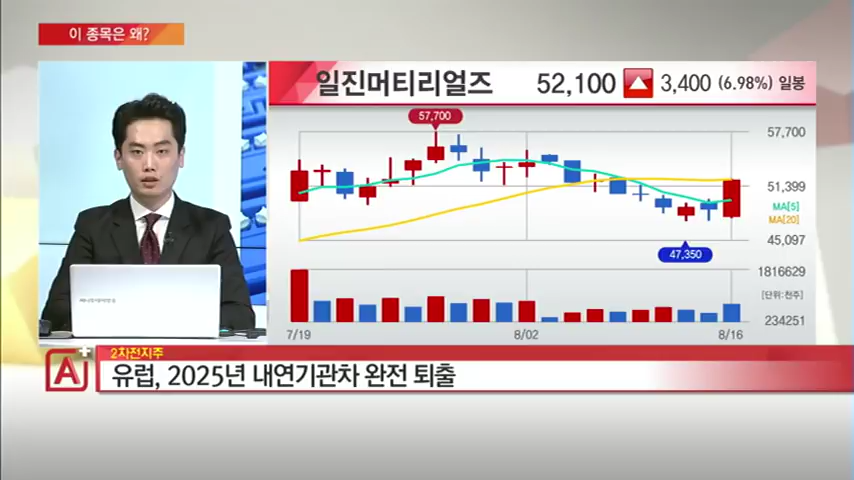 이 종목은 왜?
일진머티리얼즈 52,100 3,400 (6.98%) 일봉
57,700
57,700
51,399
MA[5]
MA[20]
45,097
47,350
1816629
[단위:천주]
234251
7/19 08/02 8/16
A+
2차전지주
유럽, 2025년 내연기관차 완전 퇴출